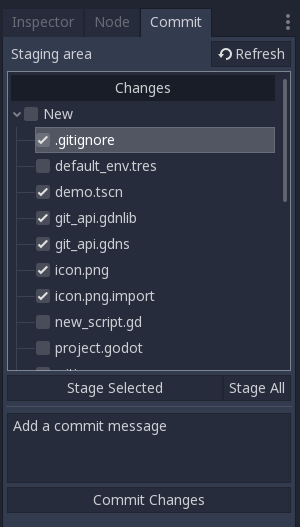 Inspector Node Commit
Staging area Refresh
Changes
New
.gitignore
default_env.tres
demo.tscn
git_api.gdnlib
git_api.gdns
icon.png
icon.png.import
new_script.gd
project.godot
Stage Selected Stage All
Add a commit message
Commit Changes